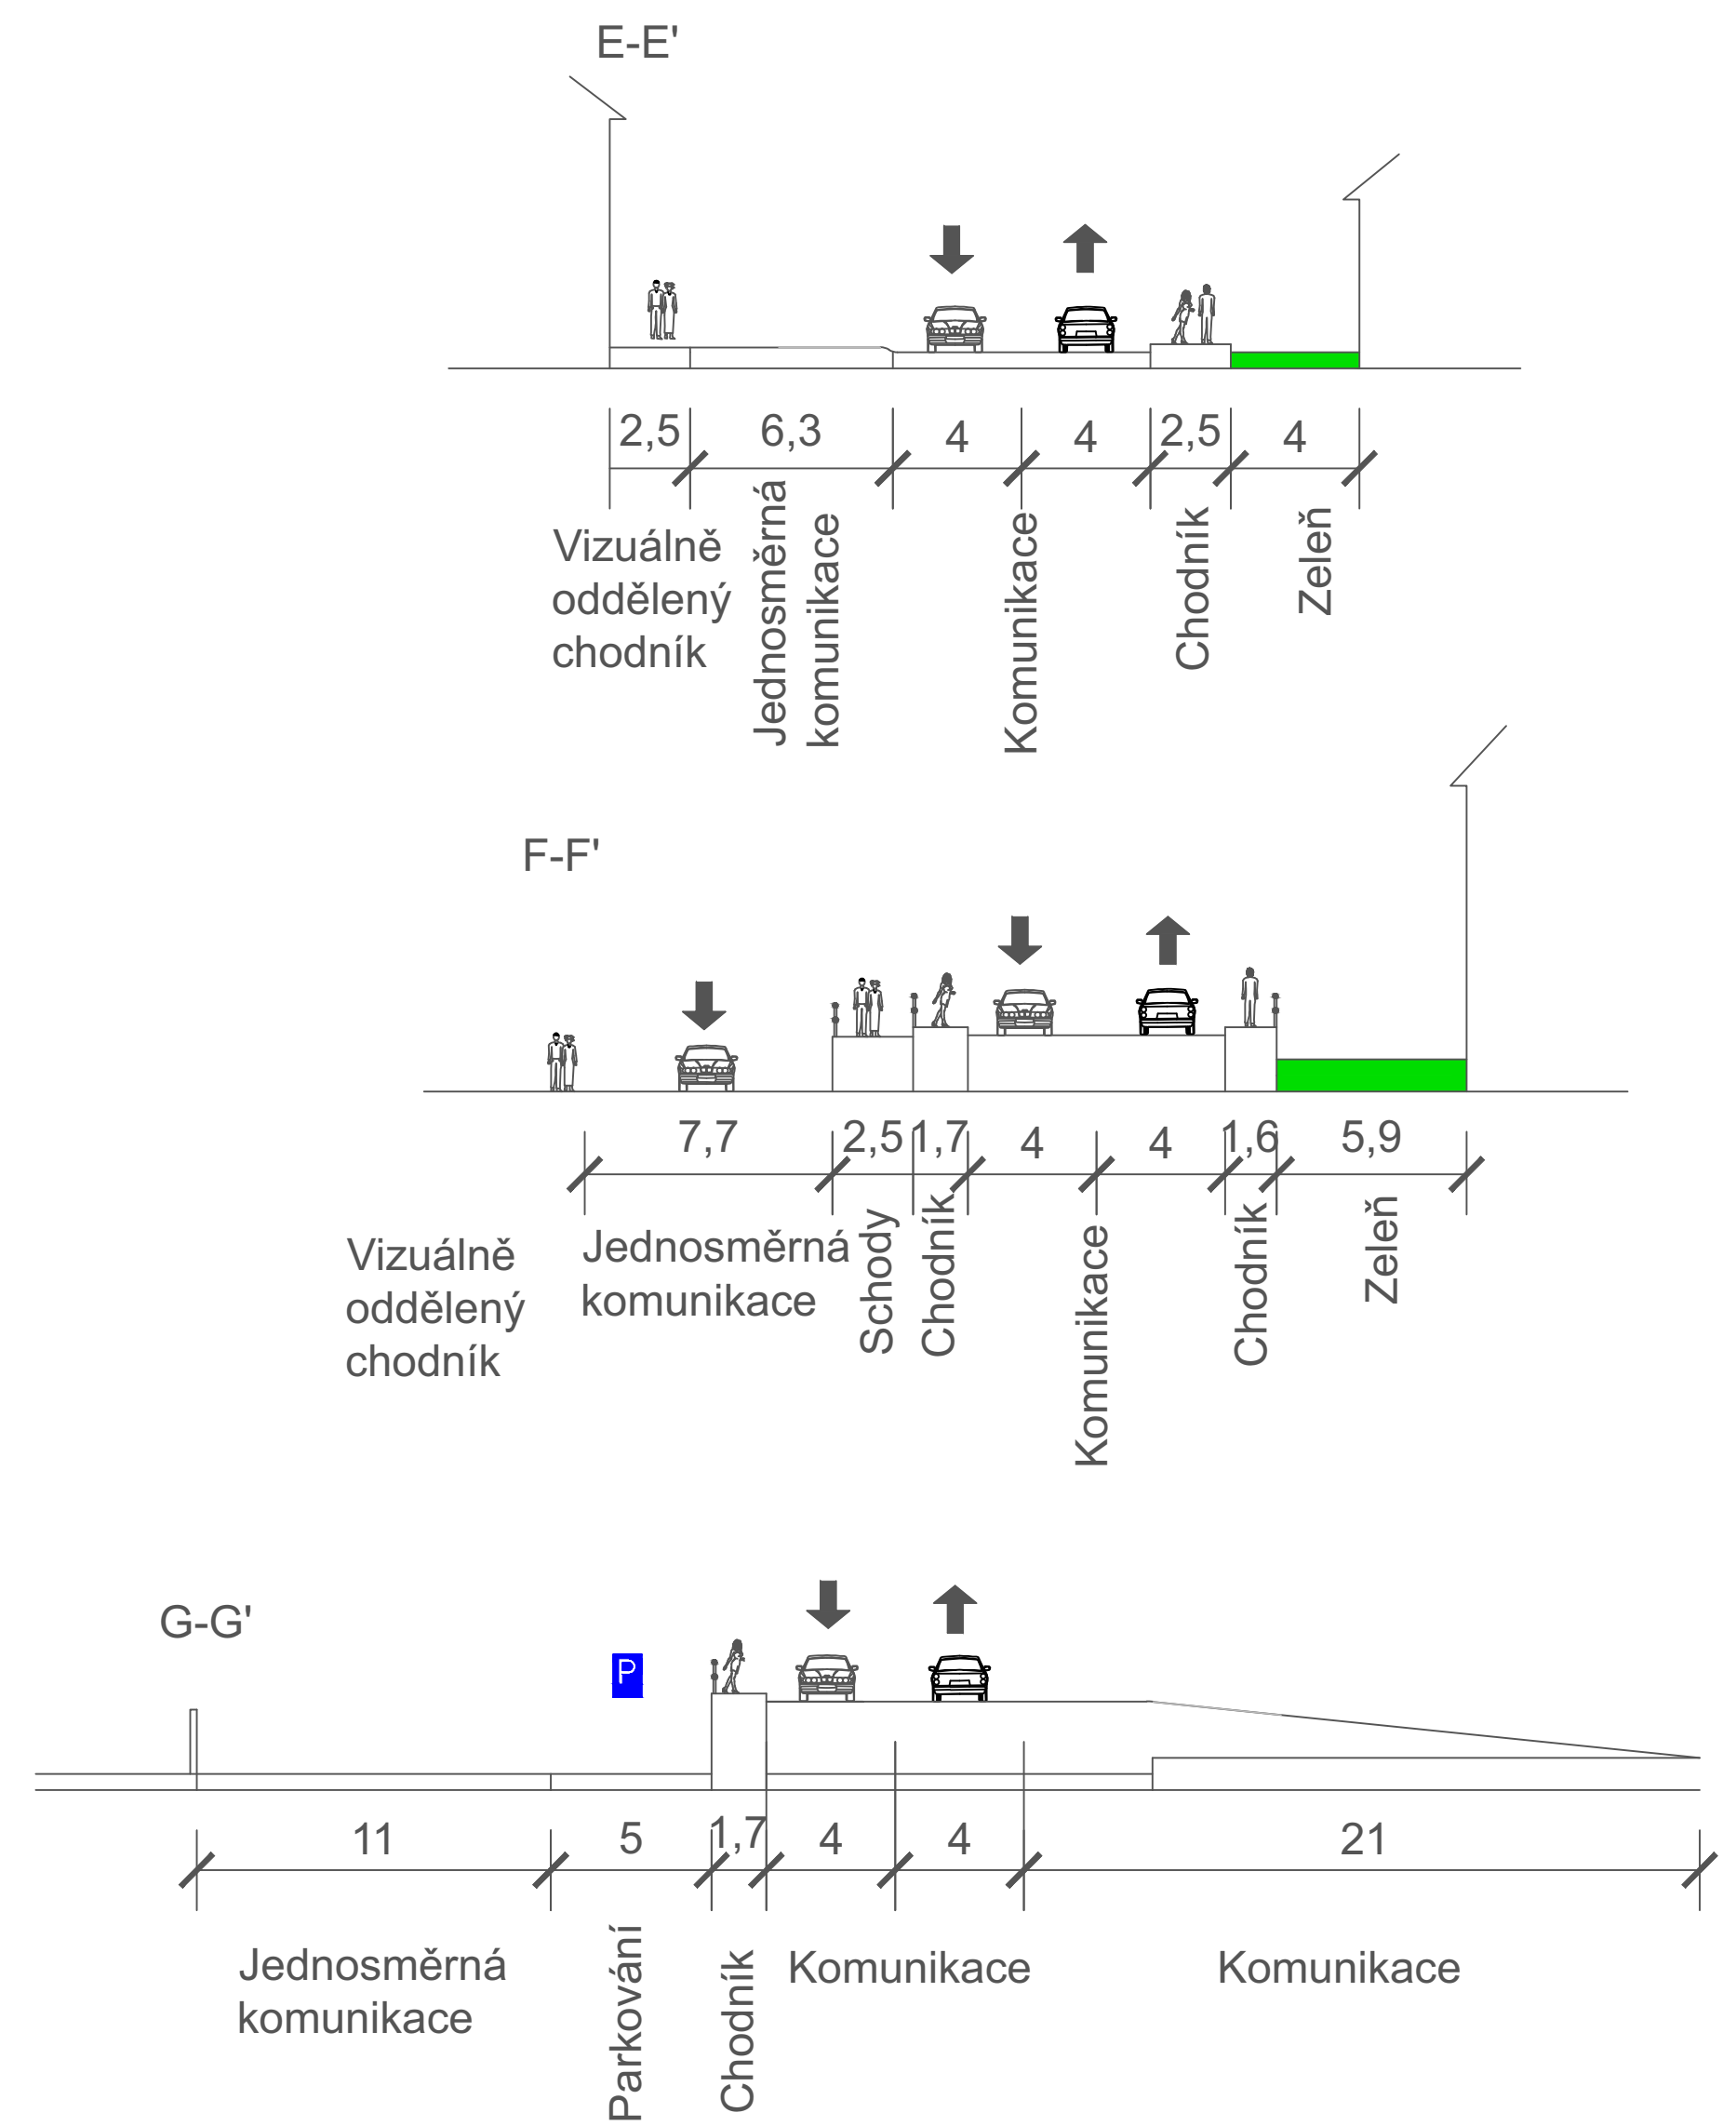 E-E'
2,5
6,3
4
4
2,5
4
Vizuálně
oddělený
chodník
Jednosměrná
komunikace
Komunikace
Chodník
Zeleň
F-F'
7,7
2,5
1,7
4
4
1,6
5,9
Vizuálně
oddělený
chodník
Jednosměrná
komunikace
Schody
Chodník
Komunikace
Chodník
Zeleň
G-G'
P
11
5
1,7
4
4
21
Jednosměrná
komunikace
Parkování
Chodník
Komunikace
Komunikace